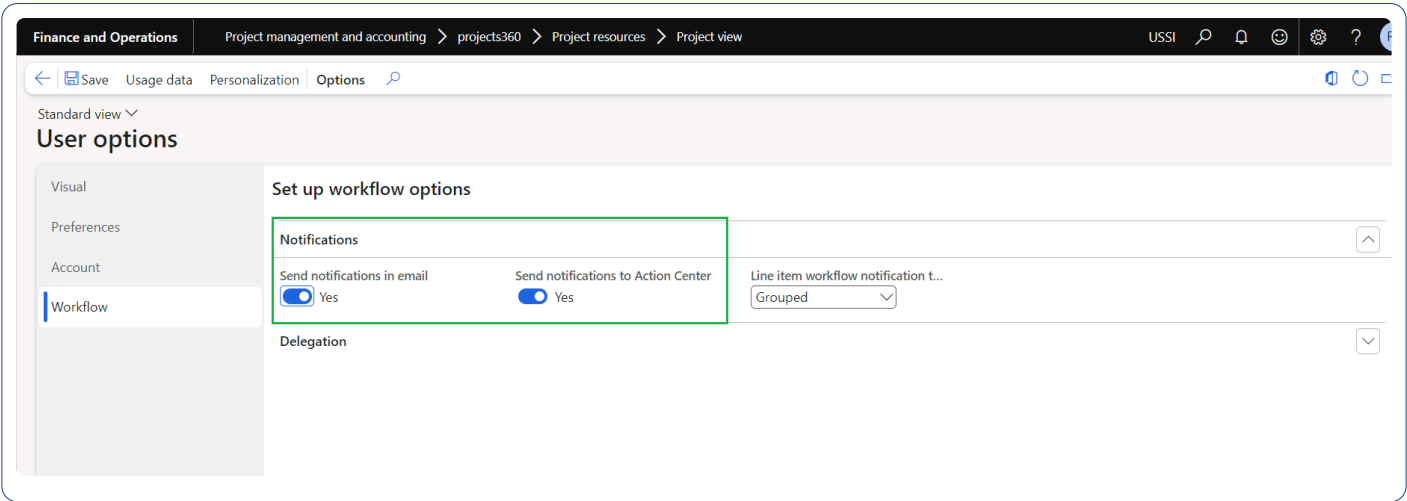 Finance and Operations Project management and accounting projects360 Project resources Project view USSI ?
Save Usage data Personalization Options
Standard view
User options
Visual
Preferences
Account
Workflow
Set up workflow options
Notifications
Send notifications in email Send notifications to Action Center Line item workflow notification t...
Yes Yes Grouped
Delegation